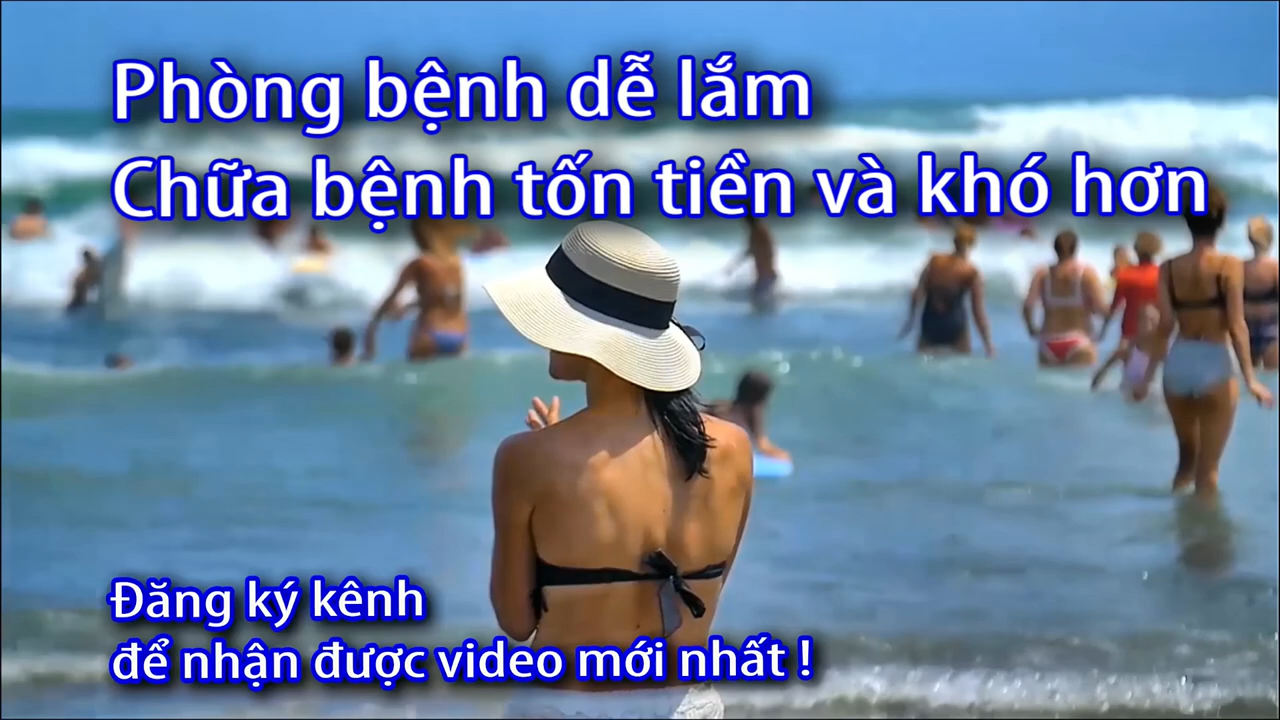 Phòng bệnh dễ lắm
Chữa bệnh tốn tiền và khó hơn
Đăng ký kênh
để nhận được video mới nhất !